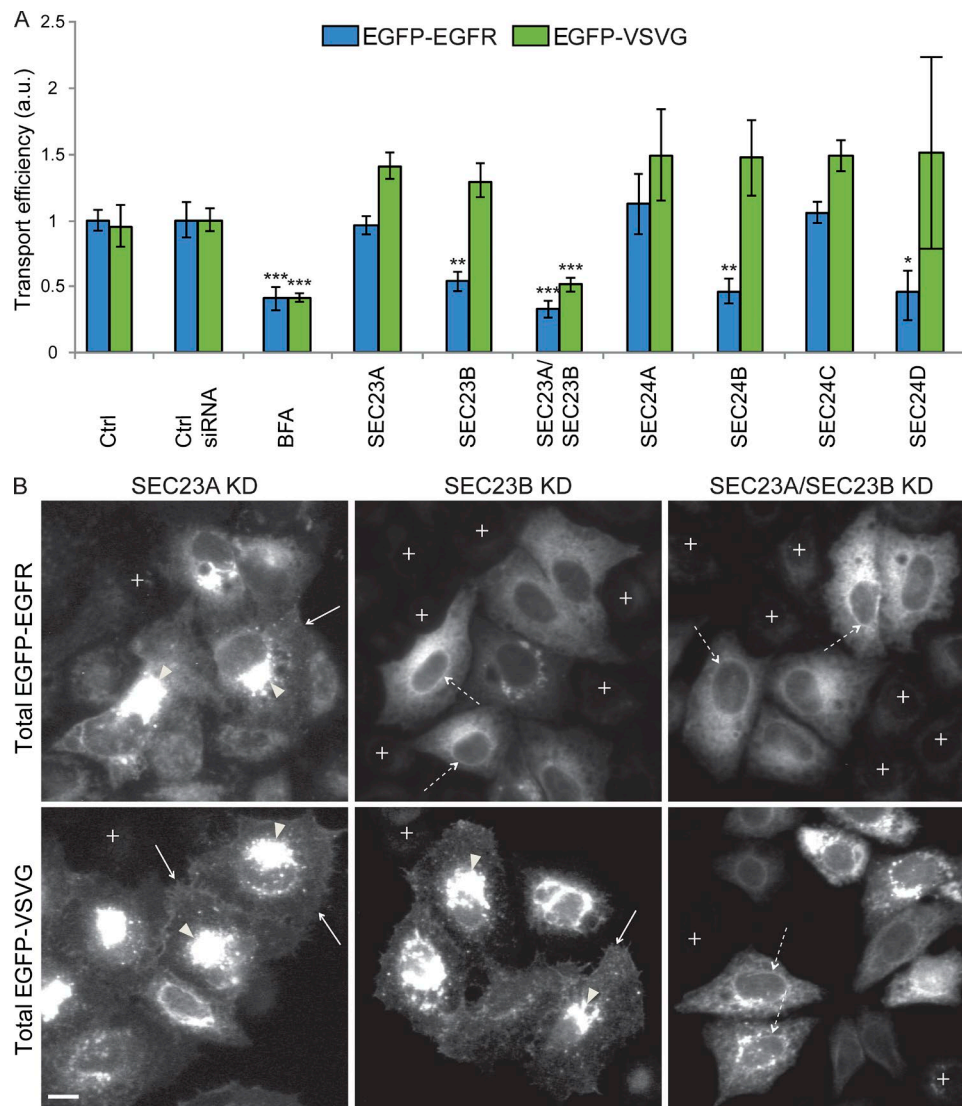 A
2.5
2
1.5
1
0.5
0
Transport efficiency (a.u.)
EGFP-EGFR
EGFP-VSVG
***
***
**
***
***
**
*
Ctrl
Ctrl
siRNA
BFA
SEC23A
SEC23B
SEC23A/
SEC23B
SEC24A
SEC24B
SEC24C
SEC24D
B
SEC23A KD
SEC23B KD
SEC23A/SEC23B KD
Total EGFP-EGFR
Total EGFP-VSVG